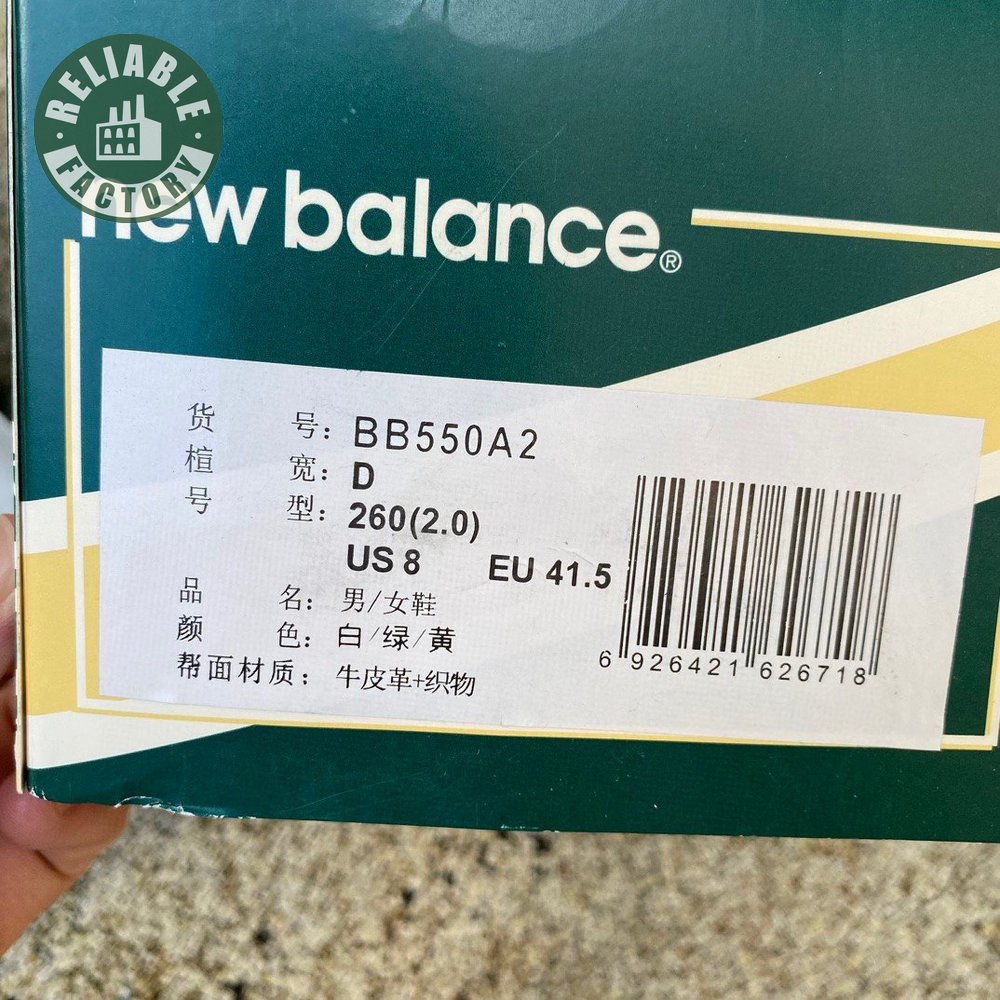 · RELIABLE ·
FACTORY
new balance®
货 号: BB550A2
楦 宽: D
号 型: 260(2.0)
US 8 EU 41.5
品 名: 男/女鞋
颜 色: 白/绿/黄
帮面材质: 牛皮革+织物
6 926421 626718